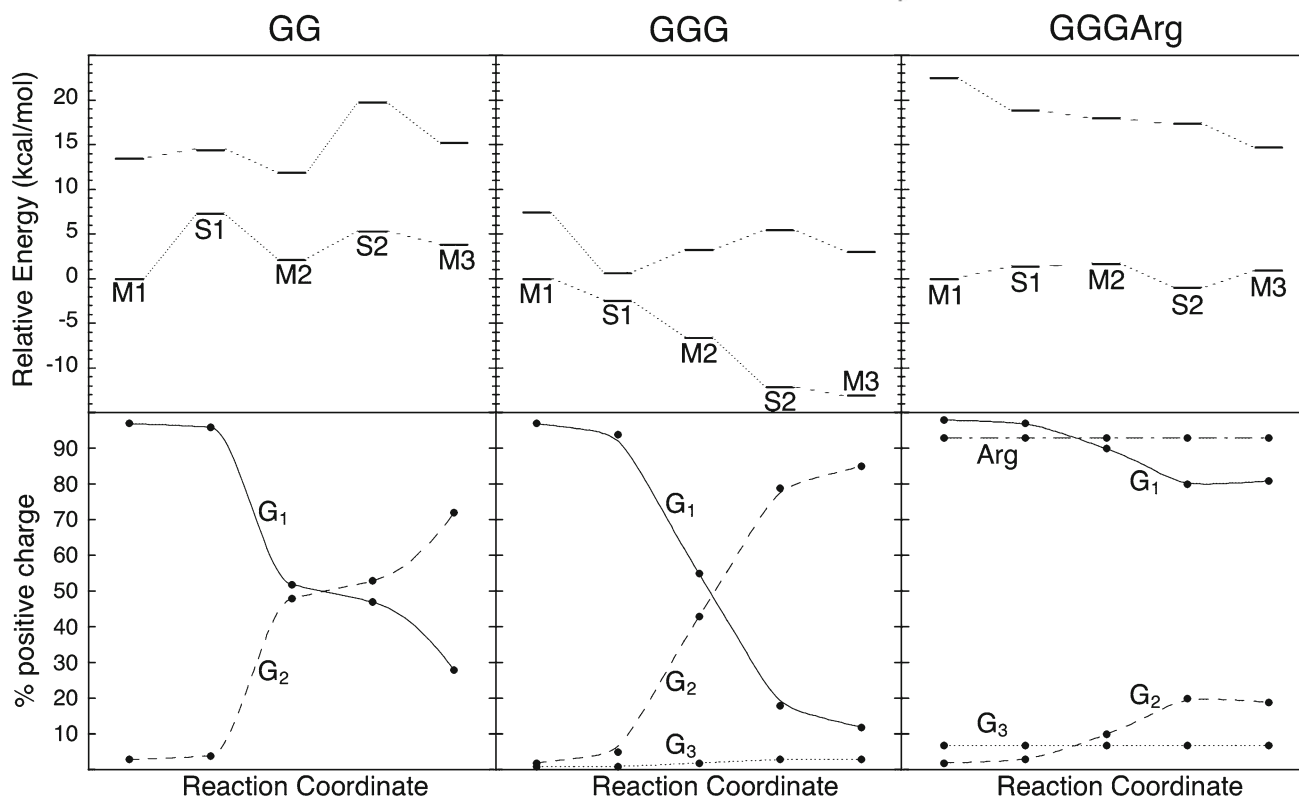 GG
GGG
GGGArg
Relative Energy (kcal/mol)
20
15
10
5
0
-5
-10
M1
S1
M2
S2
M3
M1
S1
M2
S2
M3
M1
S1
M2
S2
M3
% positive charge
90
80
70
60
50
40
30
20
10
G1
G2
G1
G2
G3
Arg
G1
G2
G3
Reaction Coordinate
Reaction Coordinate
Reaction Coordinate